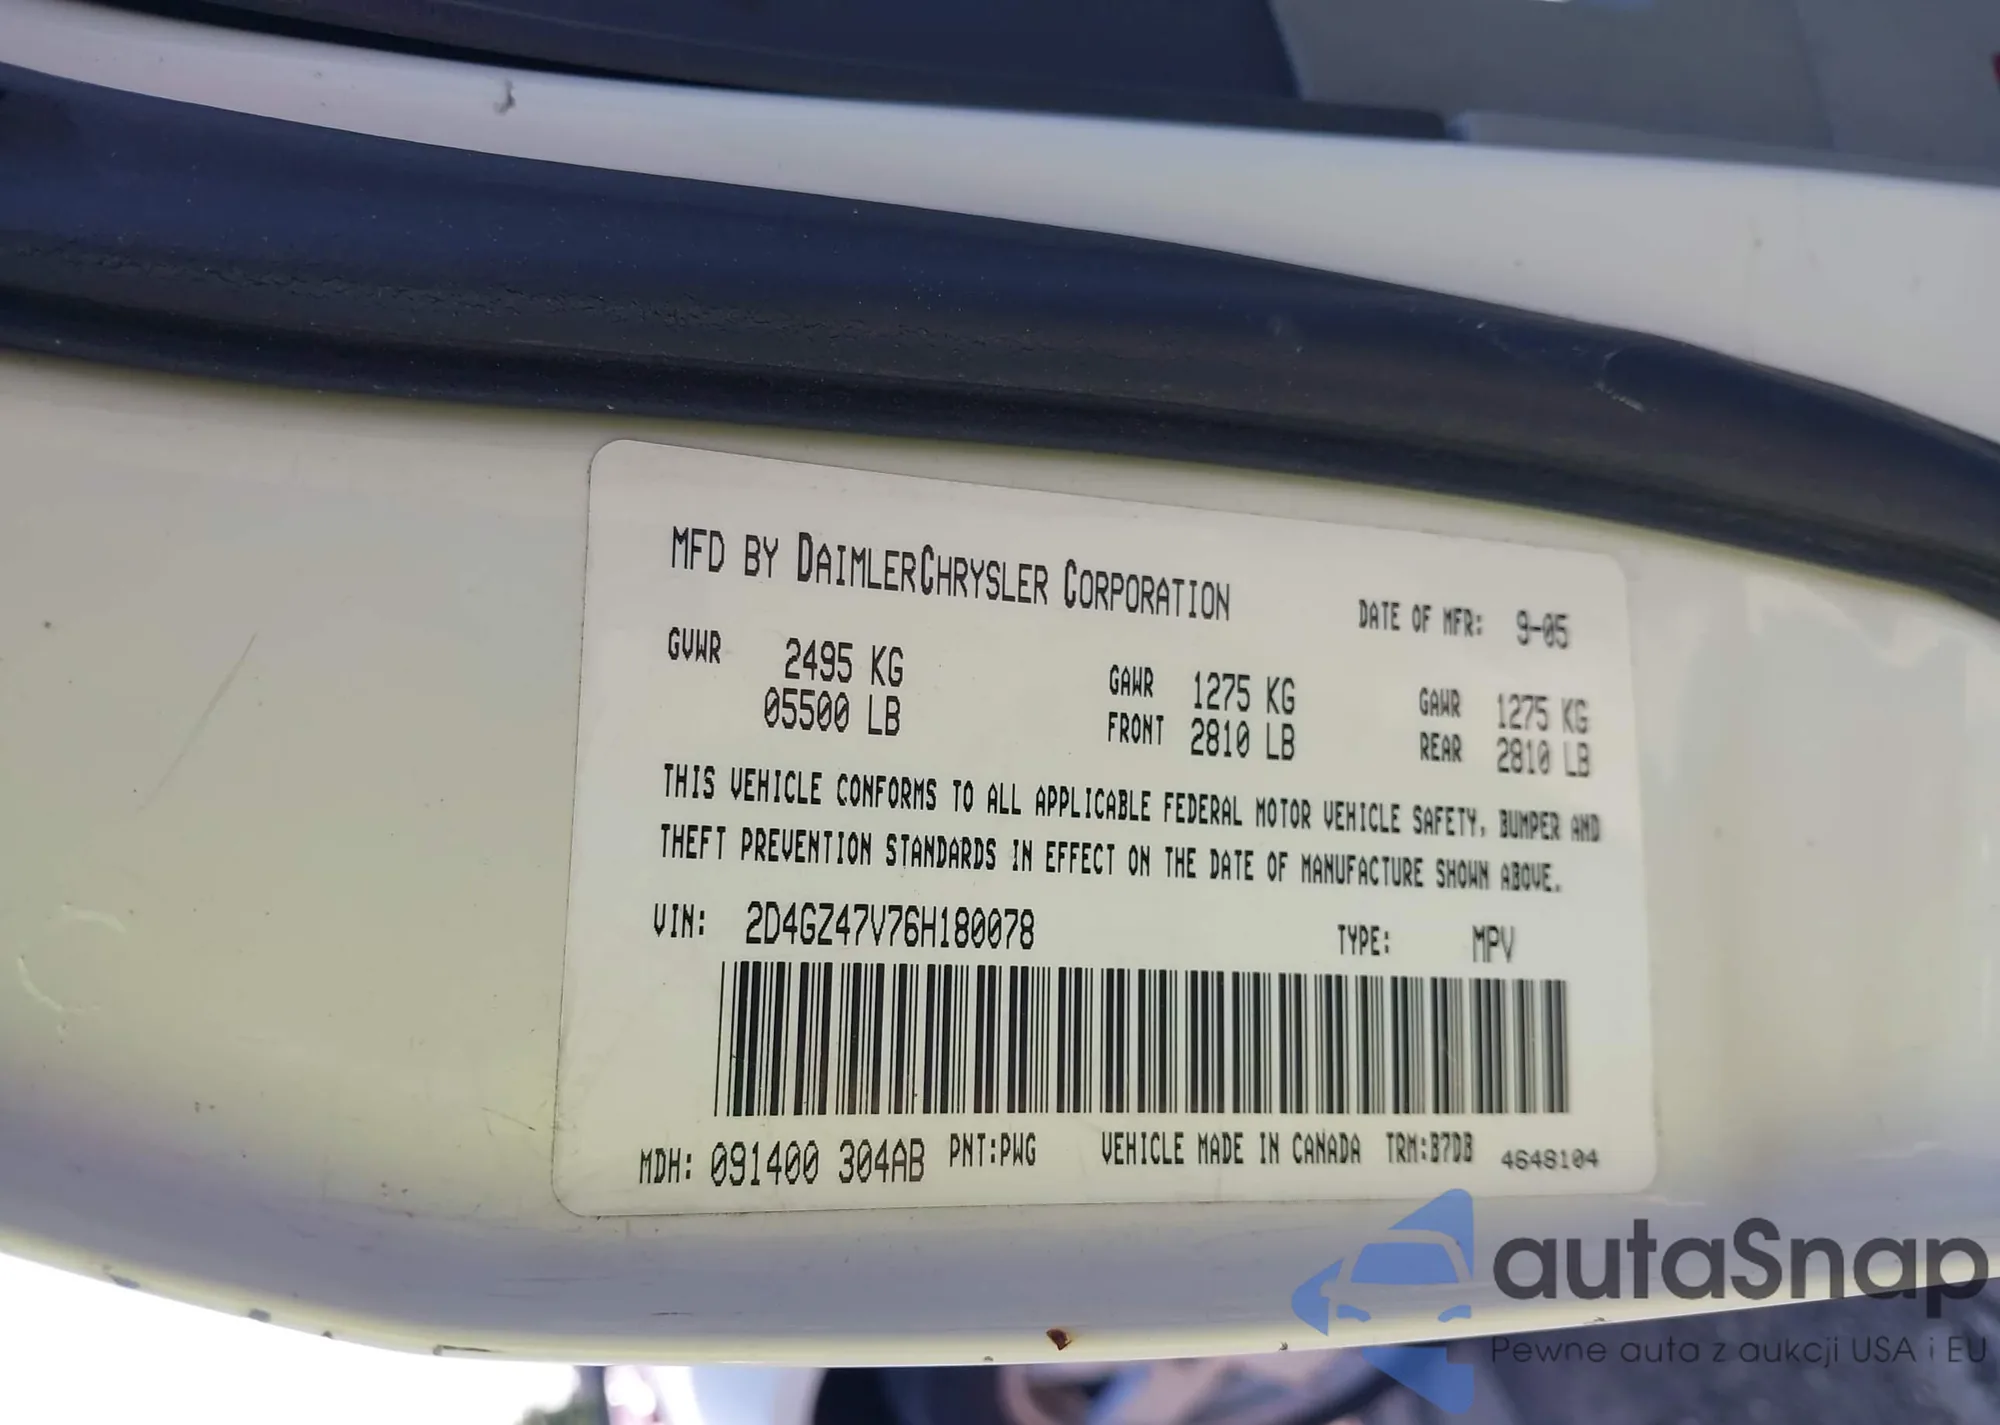 MFD BY DAIMLERCHRYSLER CORPORATION
DATE OF MFR: 9-05
GVWR 2495 KG
05500 LB
GAWR 1275 KG
FRONT 2810 LB
GAWR 1275 KG
REAR 2810 LB
THIS VEHICLE CONFORMS TO ALL APPLICABLE FEDERAL MOTOR VEHICLE SAFETY, BUMPER AND
THEFT PREVENTION STANDARDS IN EFFECT ON THE DATE OF MANUFACTURE SHOWN ABOVE.
VIN: 2D4GZ47V76H180078
TYPE: MPV
MDH: 091400 304AB PNT:PWG VEHICLE MADE IN CANADA TRM:B7DB 4648104
autaSnap
Pewne auta z aukcji USA i EU